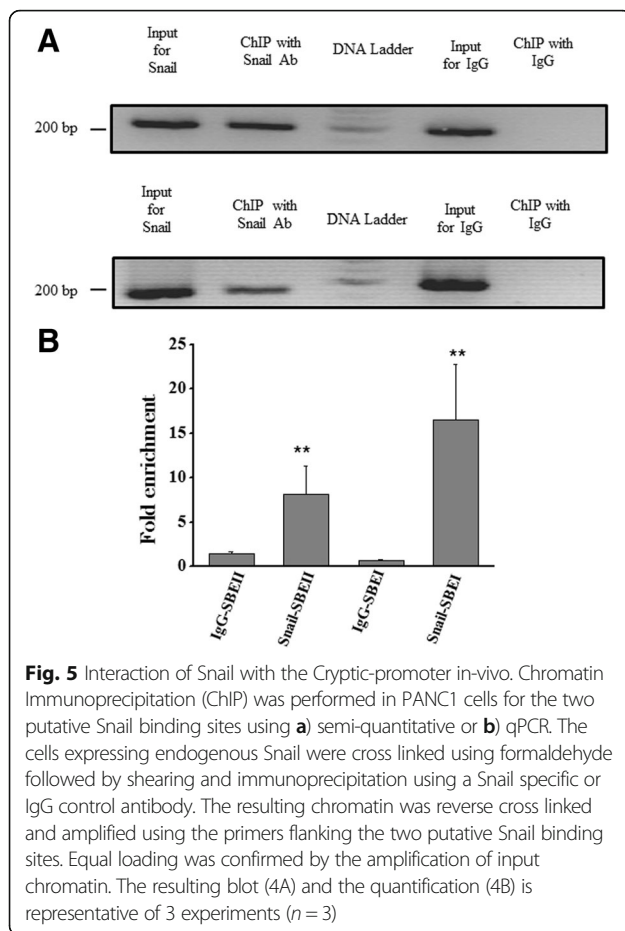 A
Input for Snail
ChIP with Snail Ab
DNA Ladder
Input for IgG
ChIP with IgG
200 bp
Input for Snail
ChIP with Snail Ab
DNA Ladder
Input for IgG
ChIP with IgG
200 bp
B
Fold enrichment
25
20
15
10
5
0
**
**
IgG-SBEII
Snail-SBEII
IgG-SBEI
Snail-SBEI
Fig. 5 Interaction of Snail with the Cryptic-promoter in-vivo. Chromatin
Immunoprecipitation (ChIP) was performed in PANC1 cells for the two
putative Snail binding sites using a) semi-quantitative or b) qPCR. The
cells expressing endogenous Snail were cross linked using formaldehyde
followed by shearing and immunoprecipitation using a Snail specific or
IgG control antibody. The resulting chromatin was reverse cross linked
and amplified using the primers flanking the two putative Snail binding
sites. Equal loading was confirmed by the amplification of input
chromatin. The resulting blot (4A) and the quantification (4B) is
representative of 3 experiments (n = 3)